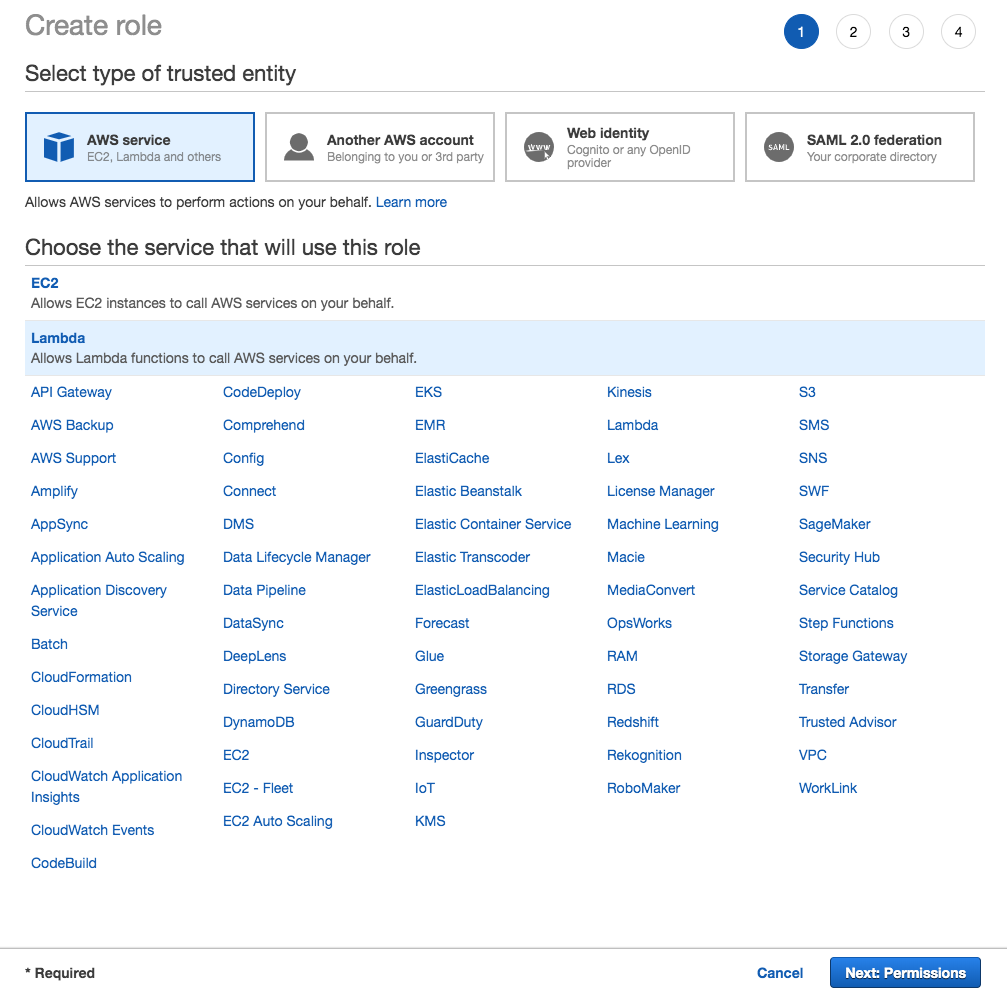 Create role
1 2 3 4
Select type of trusted entity
AWS service
EC2, Lambda and others
Another AWS account
Belonging to you or 3rd party
www
Web identity
Cognito or any OpenID
provider
SAML
SAML 2.0 federation
Your corporate directory
Allows AWS services to perform actions on your behalf. Learn more
Choose the service that will use this role
EC2
Allows EC2 instances to call AWS services on your behalf.
Lambda
Allows Lambda functions to call AWS services on your behalf.
API Gateway
AWS Backup
AWS Support
Amplify
AppSync
Application Auto Scaling
Application Discovery
Service
Batch
CloudFormation
CloudHSM
CloudTrail
CloudWatch Application
Insights
CloudWatch Events
CodeBuild
CodeDeploy
Comprehend
Config
Connect
DMS
Data Lifecycle Manager
Data Pipeline
DataSync
DeepLens
Directory Service
DynamoDB
EC2
EC2 - Fleet
EC2 Auto Scaling
EKS
EMR
ElastiCache
Elastic Beanstalk
Elastic Container Service
Elastic Transcoder
ElasticLoadBalancing
Forecast
Glue
Greengrass
GuardDuty
Inspector
IoT
KMS
Kinesis
Lambda
Lex
License Manager
Machine Learning
Macie
MediaConvert
OpsWorks
RAM
RDS
Redshift
Rekognition
RoboMaker
S3
SMS
SNS
SWF
SageMaker
Security Hub
Service Catalog
Step Functions
Storage Gateway
Transfer
Trusted Advisor
VPC
WorkLink
* Required
Cancel
Next: Permissions